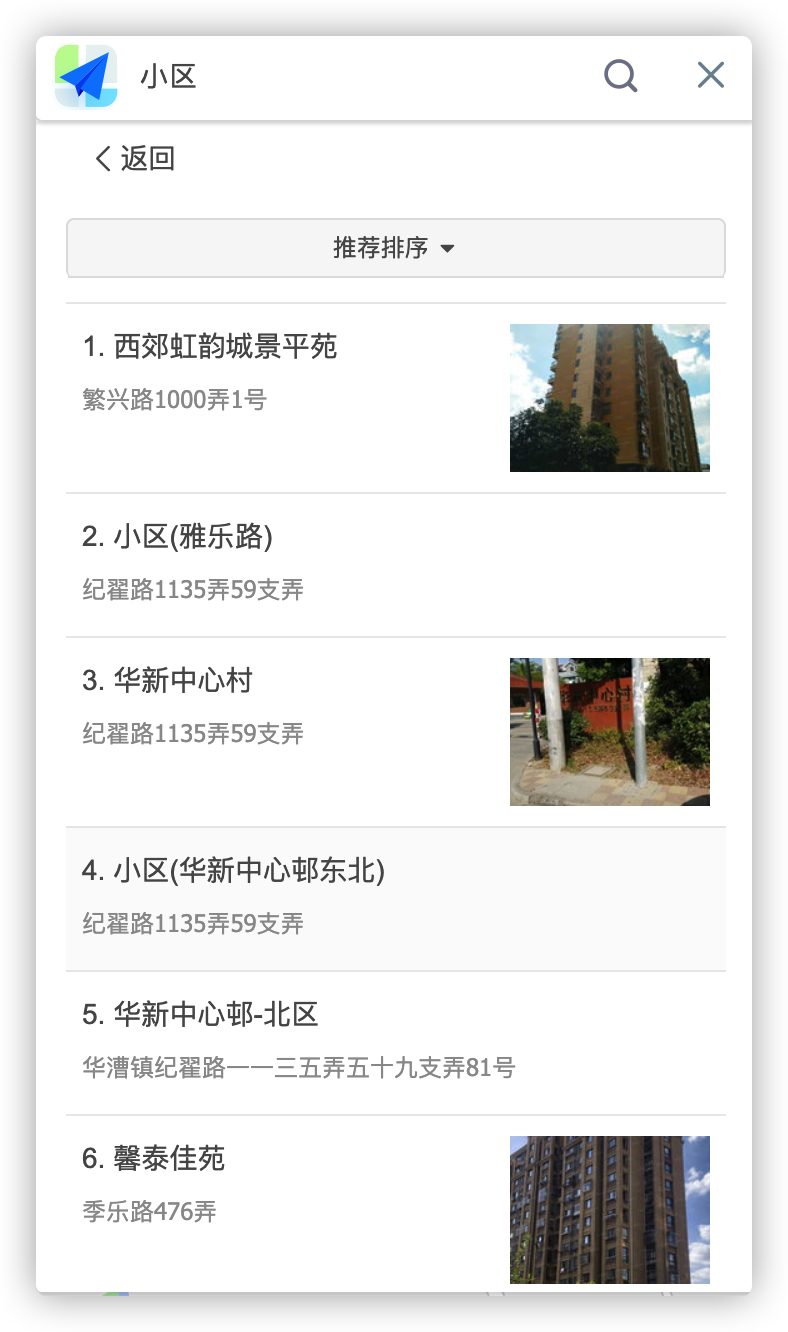 小区
返回
推荐排序
1. 西郊虹韵城景平苑
繁兴路1000弄1号
2. 小区(雅乐路)
纪翟路1135弄59支弄
3. 华新中心村
纪翟路1135弄59支弄
中心村
4. 小区(华新中心邨东北)
纪翟路1135弄59支弄
5. 华新中心邨-北区
华漕镇纪翟路一一三五弄五十九支弄81号
6. 馨泰佳苑
季乐路476弄